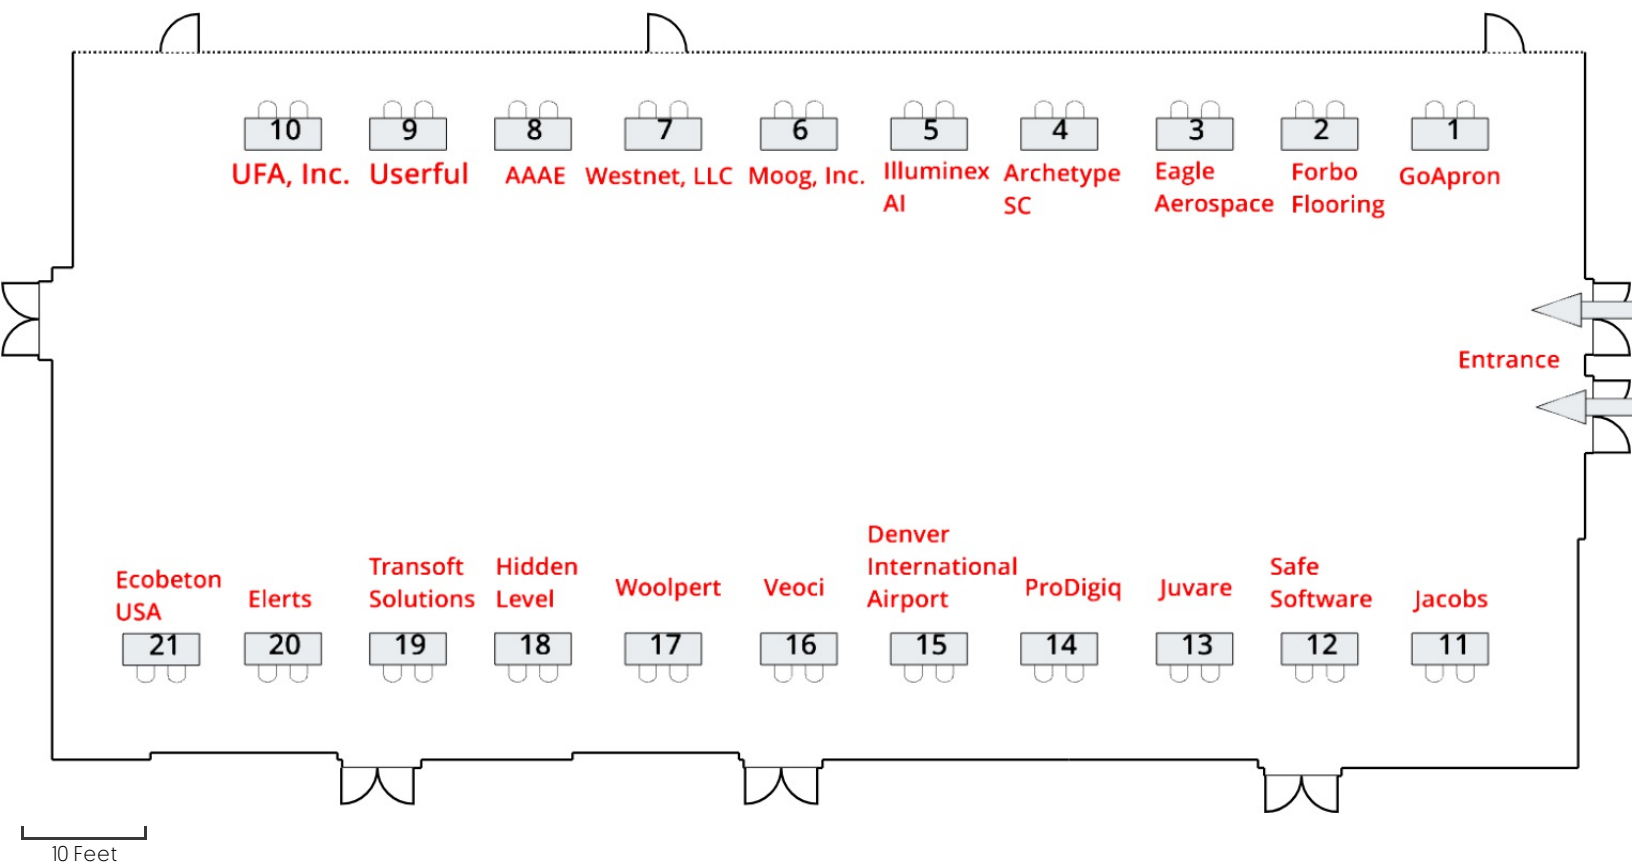 10 9 8 7 6 5 4 3 2 1
UFA, Inc. Userful AAAE Westnet, LLC Moog, Inc. Illuminex Archetype Eagle Forbo GoApron
AI SC Aerospace Flooring
Entrance
Denver
Ecobeton Transoft Hidden International Safe
USA Elerts Solutions Level Woolpert Veoci Airport ProDigiq Juvare Software Jacobs
21 20 19 18 17 16 15 14 13 12 11
10 Feet